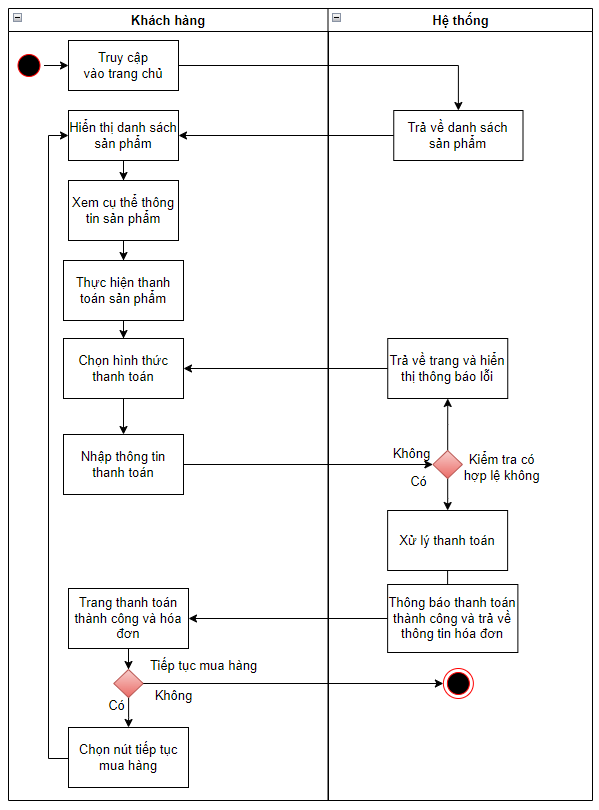 Khách hàng
Hệ thống
Truy cập
vào trang chủ
Hiển thị danh sách
sản phẩm
Trả về danh sách
sản phẩm
Xem cụ thể thông
tin sản phẩm
Thực hiện thanh
toán sản phẩm
Chọn hình thức
thanh toán
Trả về trang và hiển
thị thông báo lỗi
Nhập thông tin
thanh toán
Không
Có
Kiểm tra có
hợp lệ không
Xử lý thanh toán
Trang thanh toán
thành công và hóa
đơn
Thông báo thanh toán
thành công và trả về
thông tin hóa đơn
Tiếp tục mua hàng
Không
Có
Chọn nút tiếp tục
mua hàng